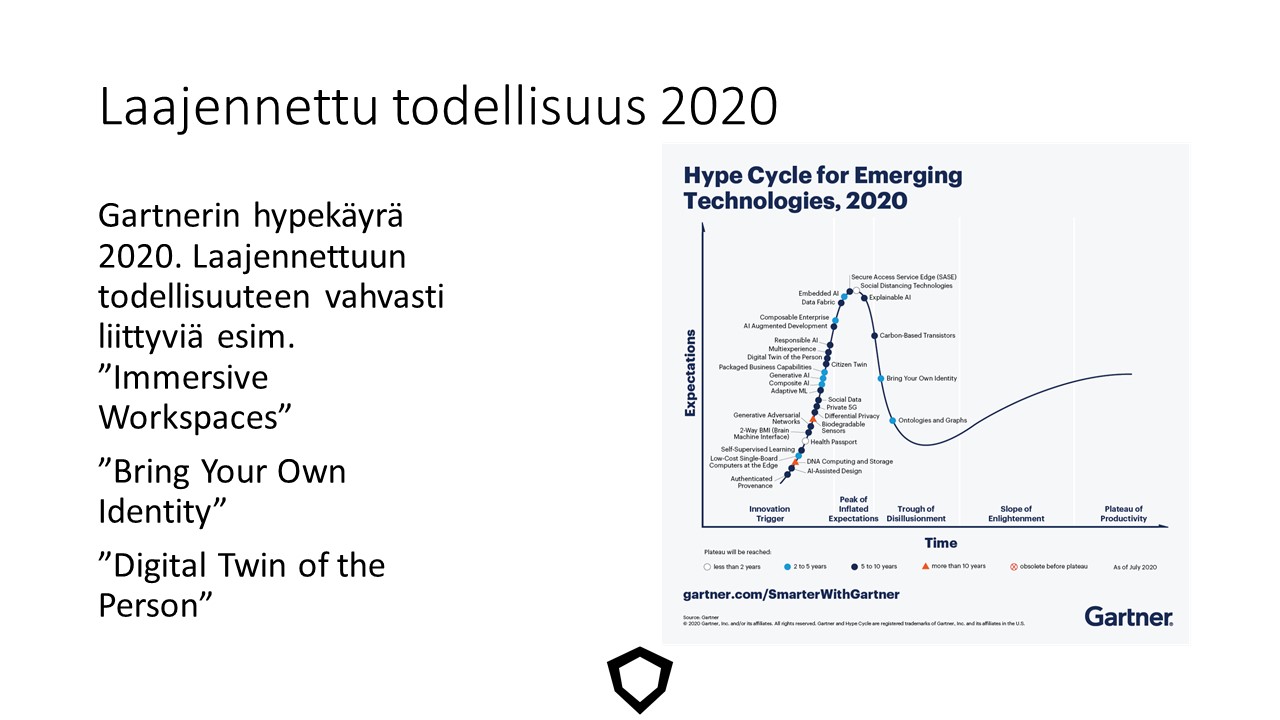 Laajennettu todellisuus 2020
Gartnerin hypekäyrä
2020. Laajennettuun
todellisuuteen vahvasti
liittyviä esim.
”Immersive
Workspaces”
”Bring Your Own
Identity”
”Digital Twin of the
Person”
Hype Cycle for Emerging
Technologies, 2020
Expectations
Secure Access Service Edge (SASE)
Social Distancing Technologies
Embedded AI
Data Fabric
Explainable AI
Composable Enterprise
AI Augmented Development
Carbon-Based Transistors
Responsible AI
Multiexperience
Digital Twin of the Person
Citizen Twin
Packaged Business Capabilities
Generative AI
Composite AI
Adaptive ML
Bring Your Own Identity
Social Data
Private 5G
Differential Privacy
Generative Adversarial
Networks
Biodegradable
Sensors
Ontologies and Graphs
2-Way BMI (Brain
Machine Interface)
Health Passport
Self-Supervised Learning
Low-Cost Single-Board
Computers at the Edge
DNA Computing and Storage
AI-Assisted Design
Authenticated
Provenance
Innovation
Trigger
Peak of
Inflated
Expectations
Trough of
Disillusionment
Slope of
Enlightenment
Plateau of
Productivity
Time
Plateau will be reached:
less than 2 years
2 to 5 years
5 to 10 years
more than 10 years
obsolete before plateau
As of July 2020
gartner.com/SmarterWithGartner
Source: Gartner
© 2020 Gartner, Inc. and/or its affiliates. All rights reserved. Gartner and Hype Cycle are registered trademarks of Gartner, Inc. and its affiliates in the U.S.
Gartner®